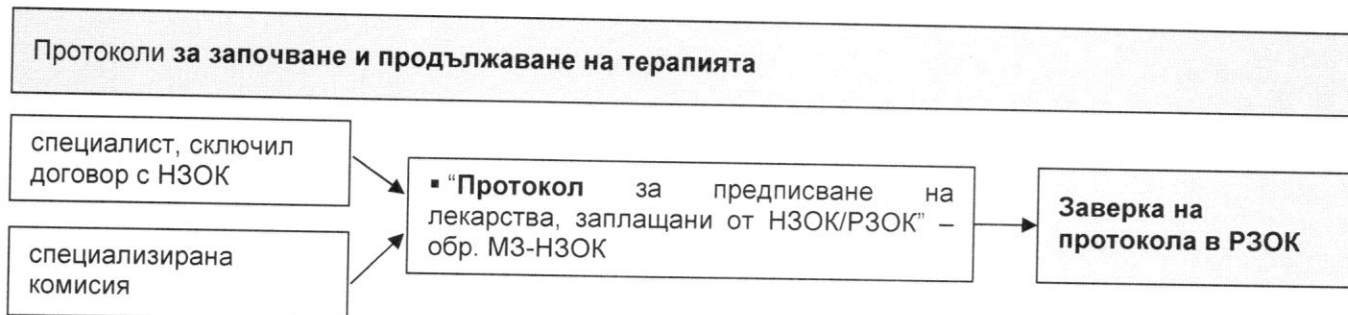 Протоколи за започване и продължаване на терапията
специалист, сключил
договор с НЗОК
▪ “Протокол за предписване на
лекарства, заплащани от НЗОК/РЗОК” –
обр. МЗ-НЗОК
Заверка на
протокола в РЗОК
специализирана
комисия